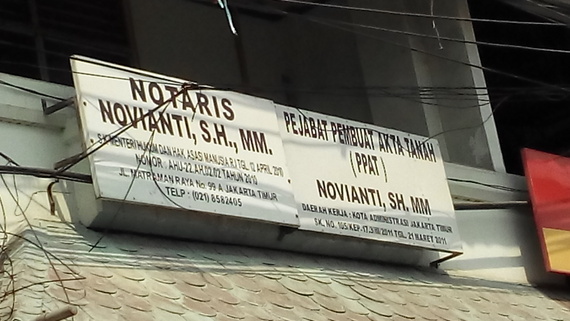 NOTARIS
NOVIANTI, S.H., MM.
SK MENTERI HUKUM DAN HAK ASASI MANUSIA R.I TGL. 12 APRIL 2010
NOMOR : AHU-22.AH.02.02 TAHUN 2010
JL. MATRAMAN RAYA No. 99 A JAKARTA TIMUR
TELP : (021) 8582405
PEJABAT PEMBUAT AKTA TANAH
(PPAT)
NOVIANTI, SH, MM
DAERAH KERJA : KOTA ADMINISTRASI JAKARTA TIMUR
SK. NO. 105/KEP-17.3/III/2011 TGL. 21 MARET 2011